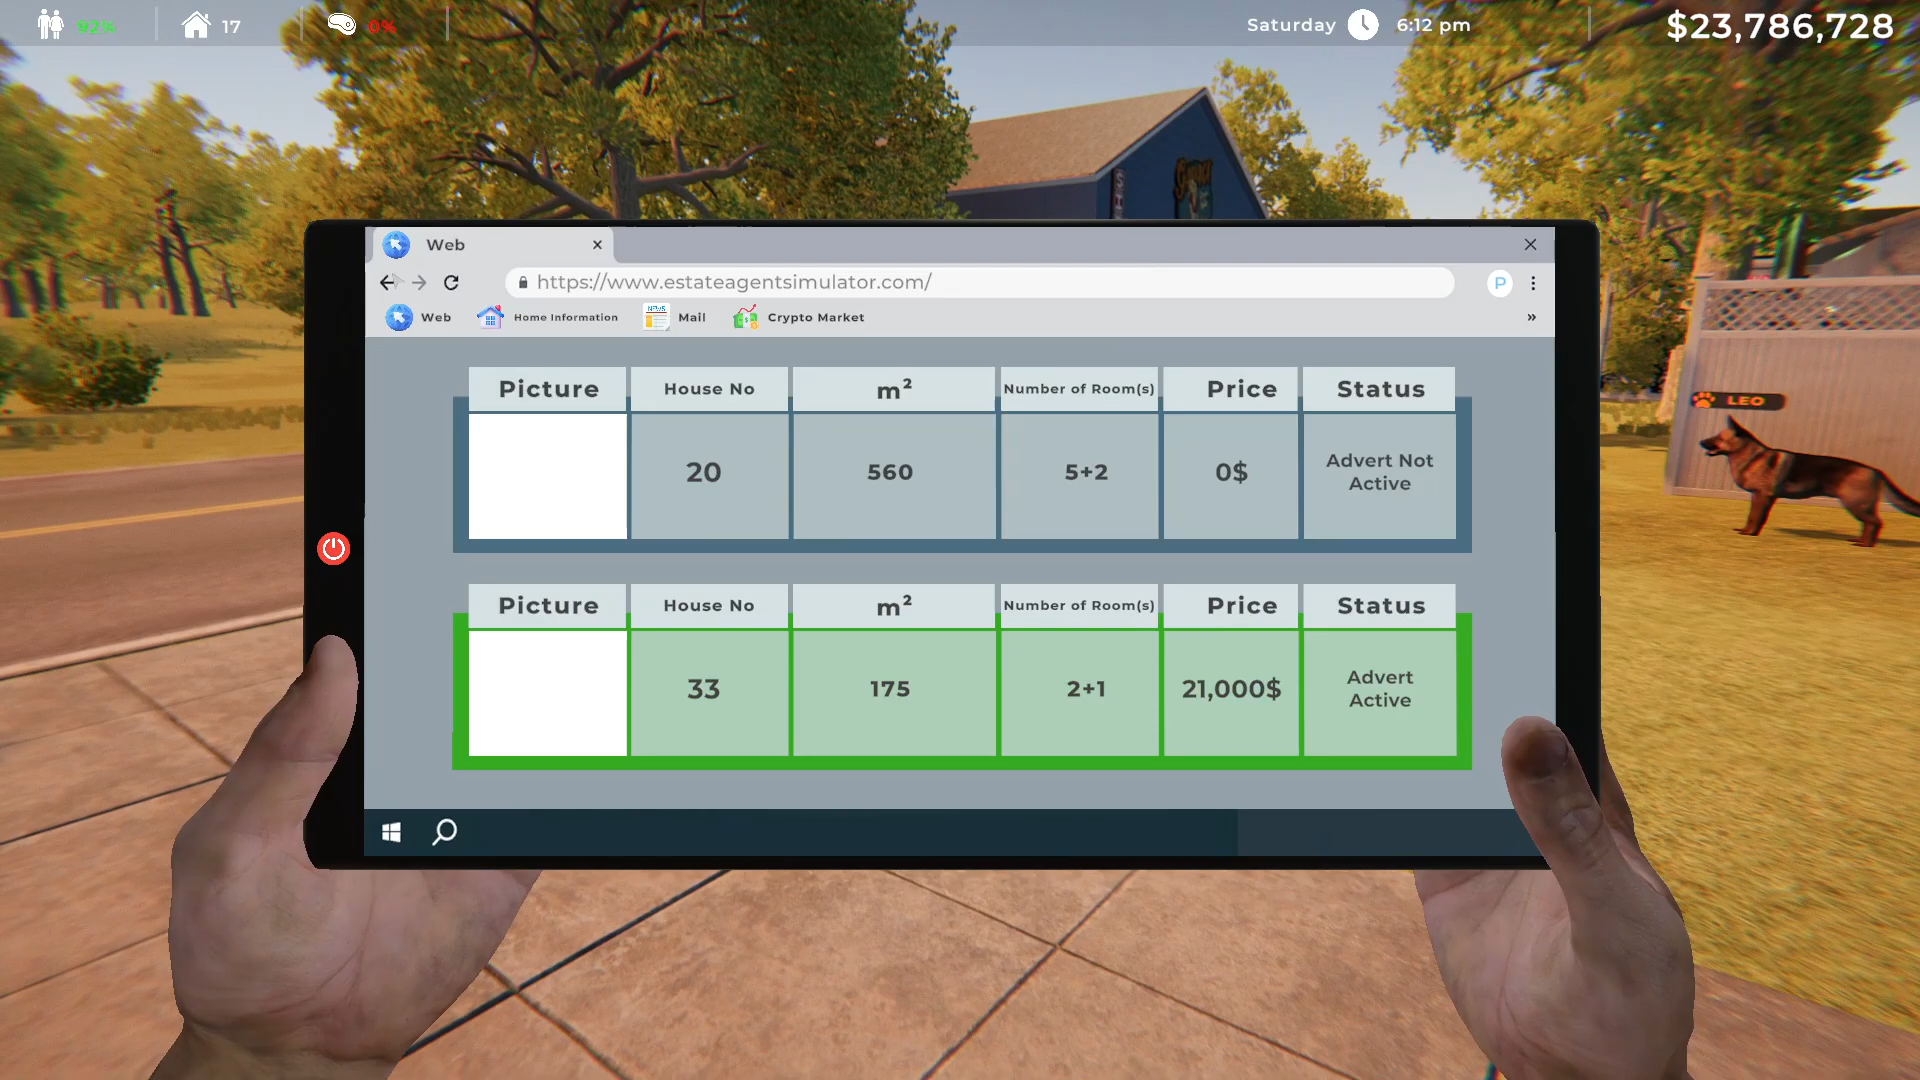 92% 17 0% Saturday 6:12 pm $23,786,728
Web
https://www.estateagentsimulator.com/ P
Web Home Information NEWS Mail Crypto Market »
Picture House No m² Number of Room(s) Price Status
20 560 5+2 0$ Advert Not
Active
LEO
Picture House No m² Number of Room(s) Price Status
33 175 2+1 21,000$ Advert
Active